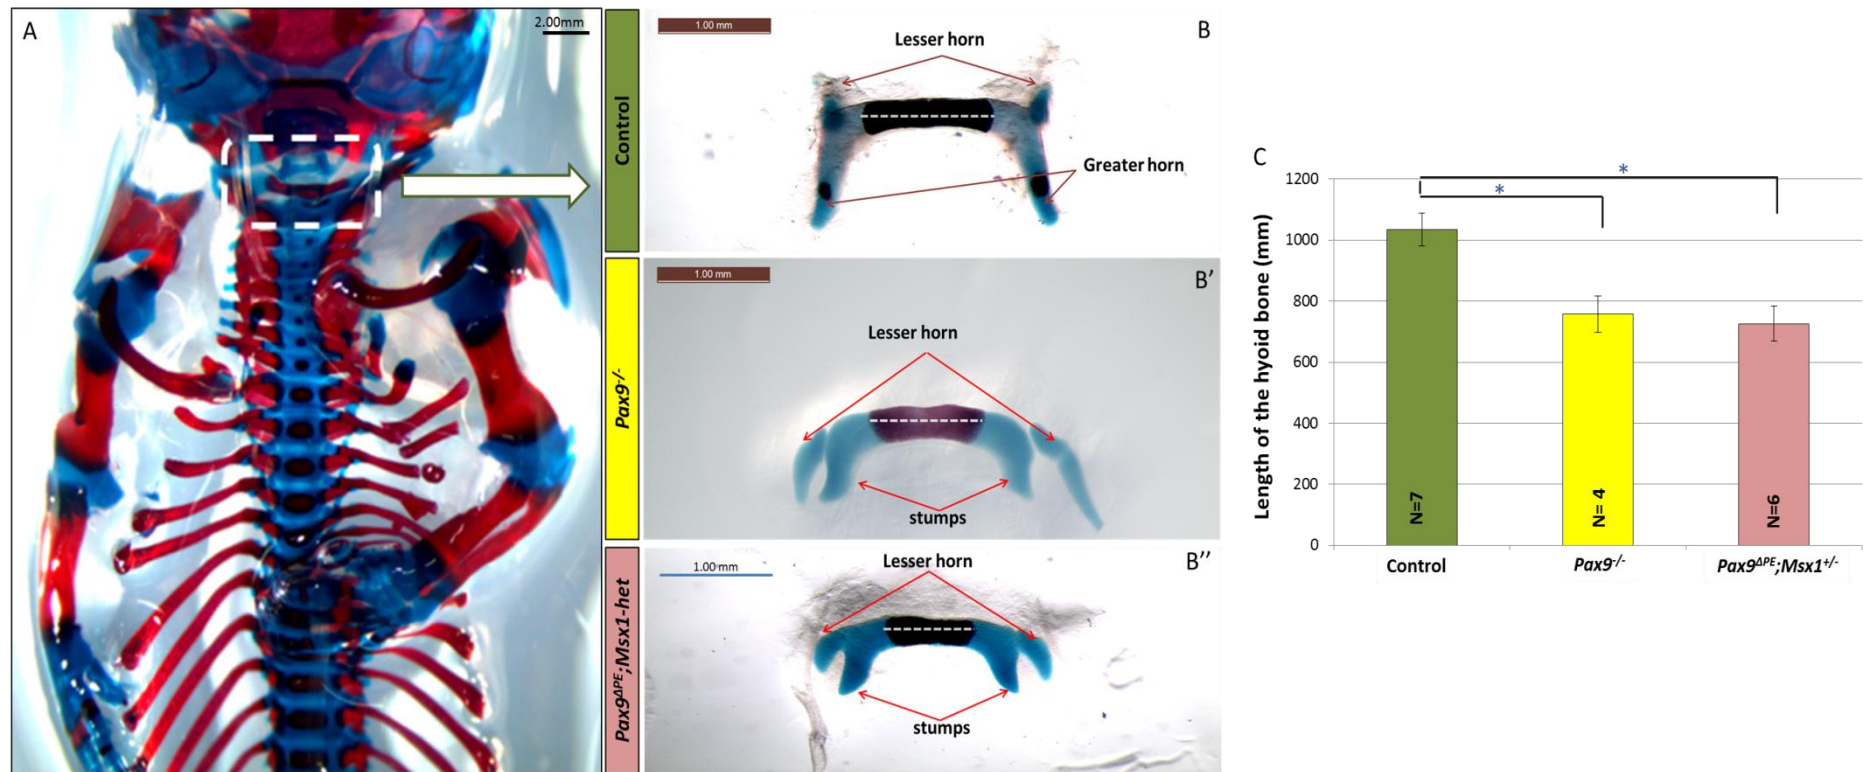 A
2.00mm
Control
1.00 mm
B
Lesser horn
Greater horn
Pax9-/-
1.00 mm
B′
Lesser horn
stumps
Pax9ΔPE;Msx1-het
1.00 mm
B′′
Lesser horn
stumps
C
Length of the hyoid bone (mm)
1200
1000
800
600
400
200
0
*
*
N=7
N= 4
N=6
Control
Pax9-/-
Pax9ΔPE;Msx1+/-